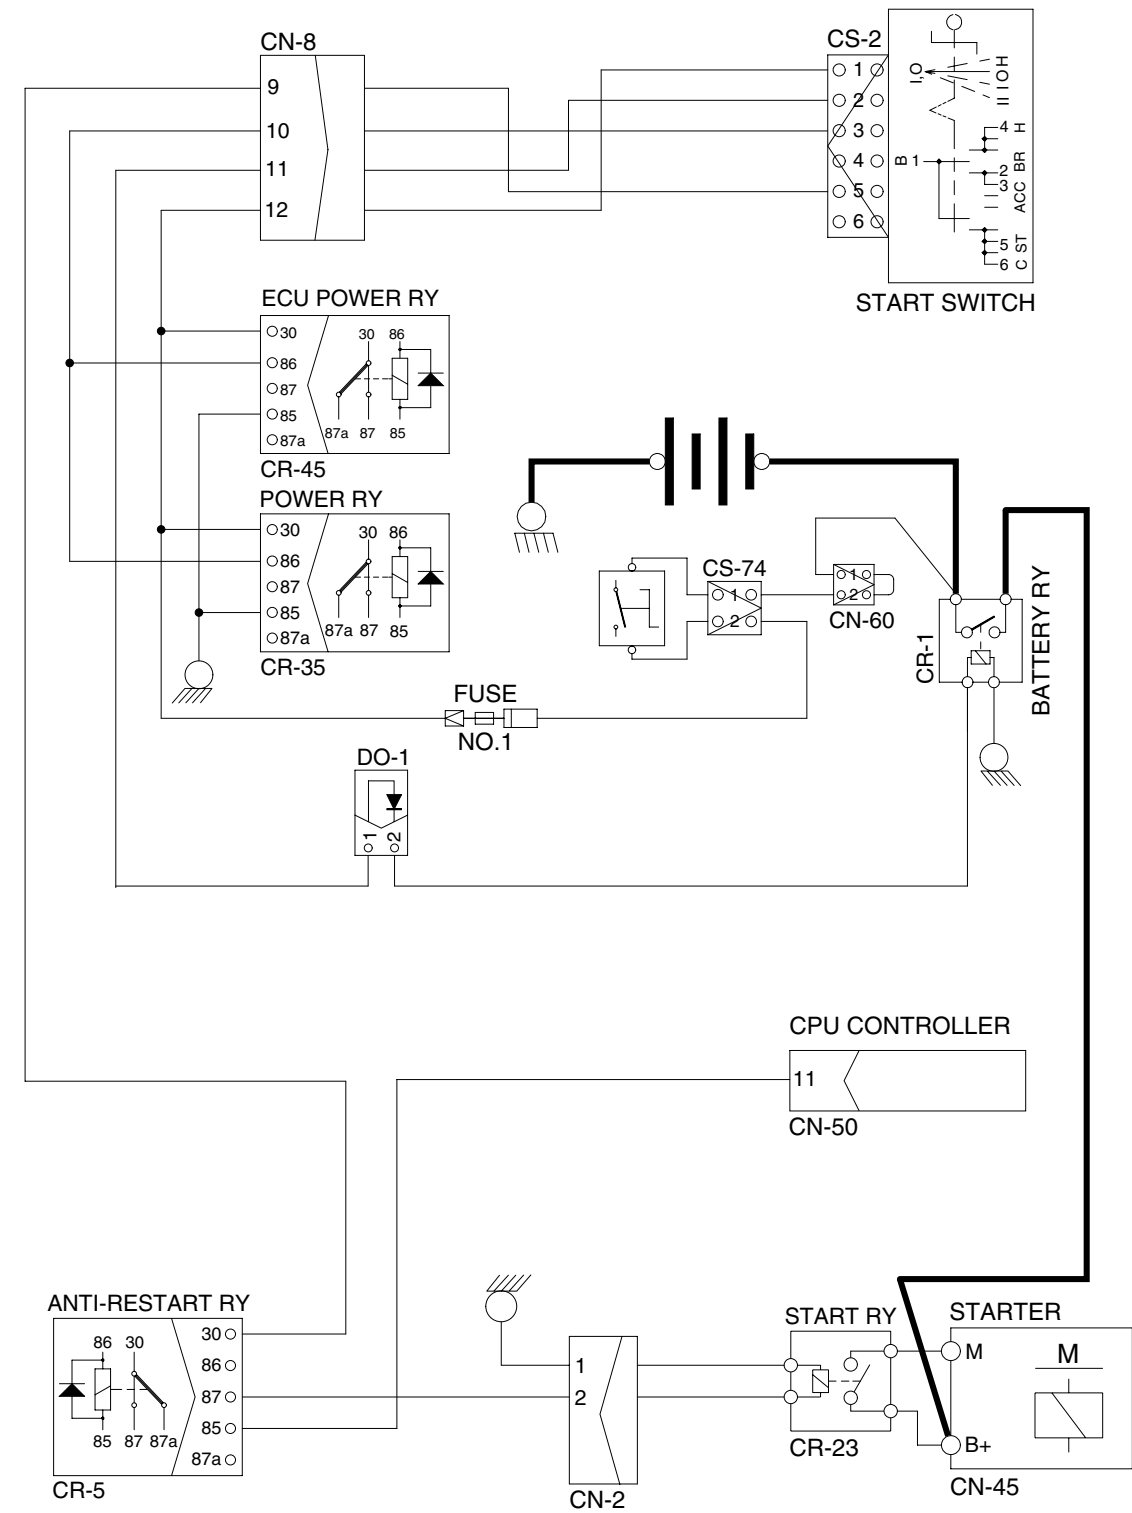 CN-8
9
10
11
12
CS-2
1
2
3
4
5
6
I,O
H
O
I
II
B 1
4 H
BR
2
3
ACC
5 ST
6 C
START SWITCH
ECU POWER RY
30
86
87
85
87a
30 86
87a 87 85
CR-45
POWER RY
30
86
87
85
87a
30 86
87a 87 85
CR-35
CS-74
1
2
1
2
CN-60
CR-1
BATTERY RY
FUSE
NO.1
DO-1
1 2
CPU CONTROLLER
11
CN-50
ANTI-RESTART RY
86 30
85 87 87a
30
86
87
85
87a
CR-5
1
2
CN-2
START RY
CR-23
STARTER
M
M
B+
CN-45